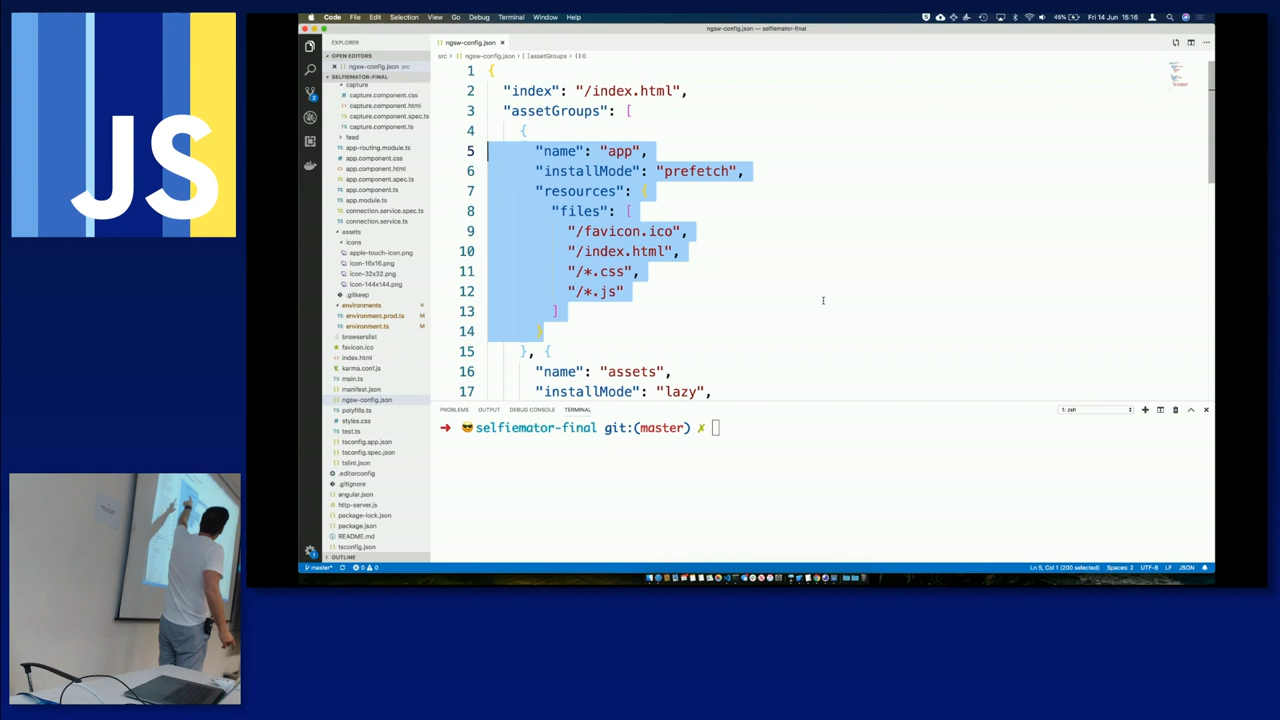 JS
Code File Edit Selection View Go Debug Terminal Window Help
45% Fri 14 Jun 15:16
ngsw-config.json — selfiemator-final
EXPLORER
OPEN EDITORS
ngsw-config.json src
SELFIEMATOR-FINAL
capture
capture.component.css
capture.component.html
capture.component.spec.ts
capture.component.ts
feed
app-routing.module.ts
app.component.css
app.component.html
app.component.spec.ts
app.component.ts
app.module.ts
connection.service.spec.ts
connection.service.ts
assets
icons
apple-touch-icon.png
icon-16x16.png
icon-32x32.png
icon-144x144.png
.gitkeep
environments
environment.prod.ts M
environment.ts M
browserslist
favicon.ico
index.html
karma.conf.js
main.ts
manifest.json
ngsw-config.json
polyfills.ts
styles.css
test.ts
tsconfig.app.json
tsconfig.spec.json
tslint.json
.editorconfig
.gitignore
angular.json
http-server.js
package-lock.json
package.json
README.md
tsconfig.json
OUTLINE
ngsw-config.json ×
src › ngsw-config.json › [ ] assetGroups › {} 0
1 {
2 "index": "/index.html",
3 "assetGroups": [
4 {
5 "name": "app",
6 "installMode": "prefetch",
7 "resources": {
8 "files": [
9 "/favicon.ico",
10 "/index.html",
11 "/*.css",
12 "/*.js"
13 ]
14 }
15 }, {
16 "name": "assets",
17 "installMode": "lazy",
PROBLEMS OUTPUT DEBUG CONSOLE TERMINAL
1: zsh
➜ 😎 selfiemator-final git:(master) ✗
master* 0 0 Ln 5, Col 1 (200 selected) Spaces: 2 UTF-8 LF JSON